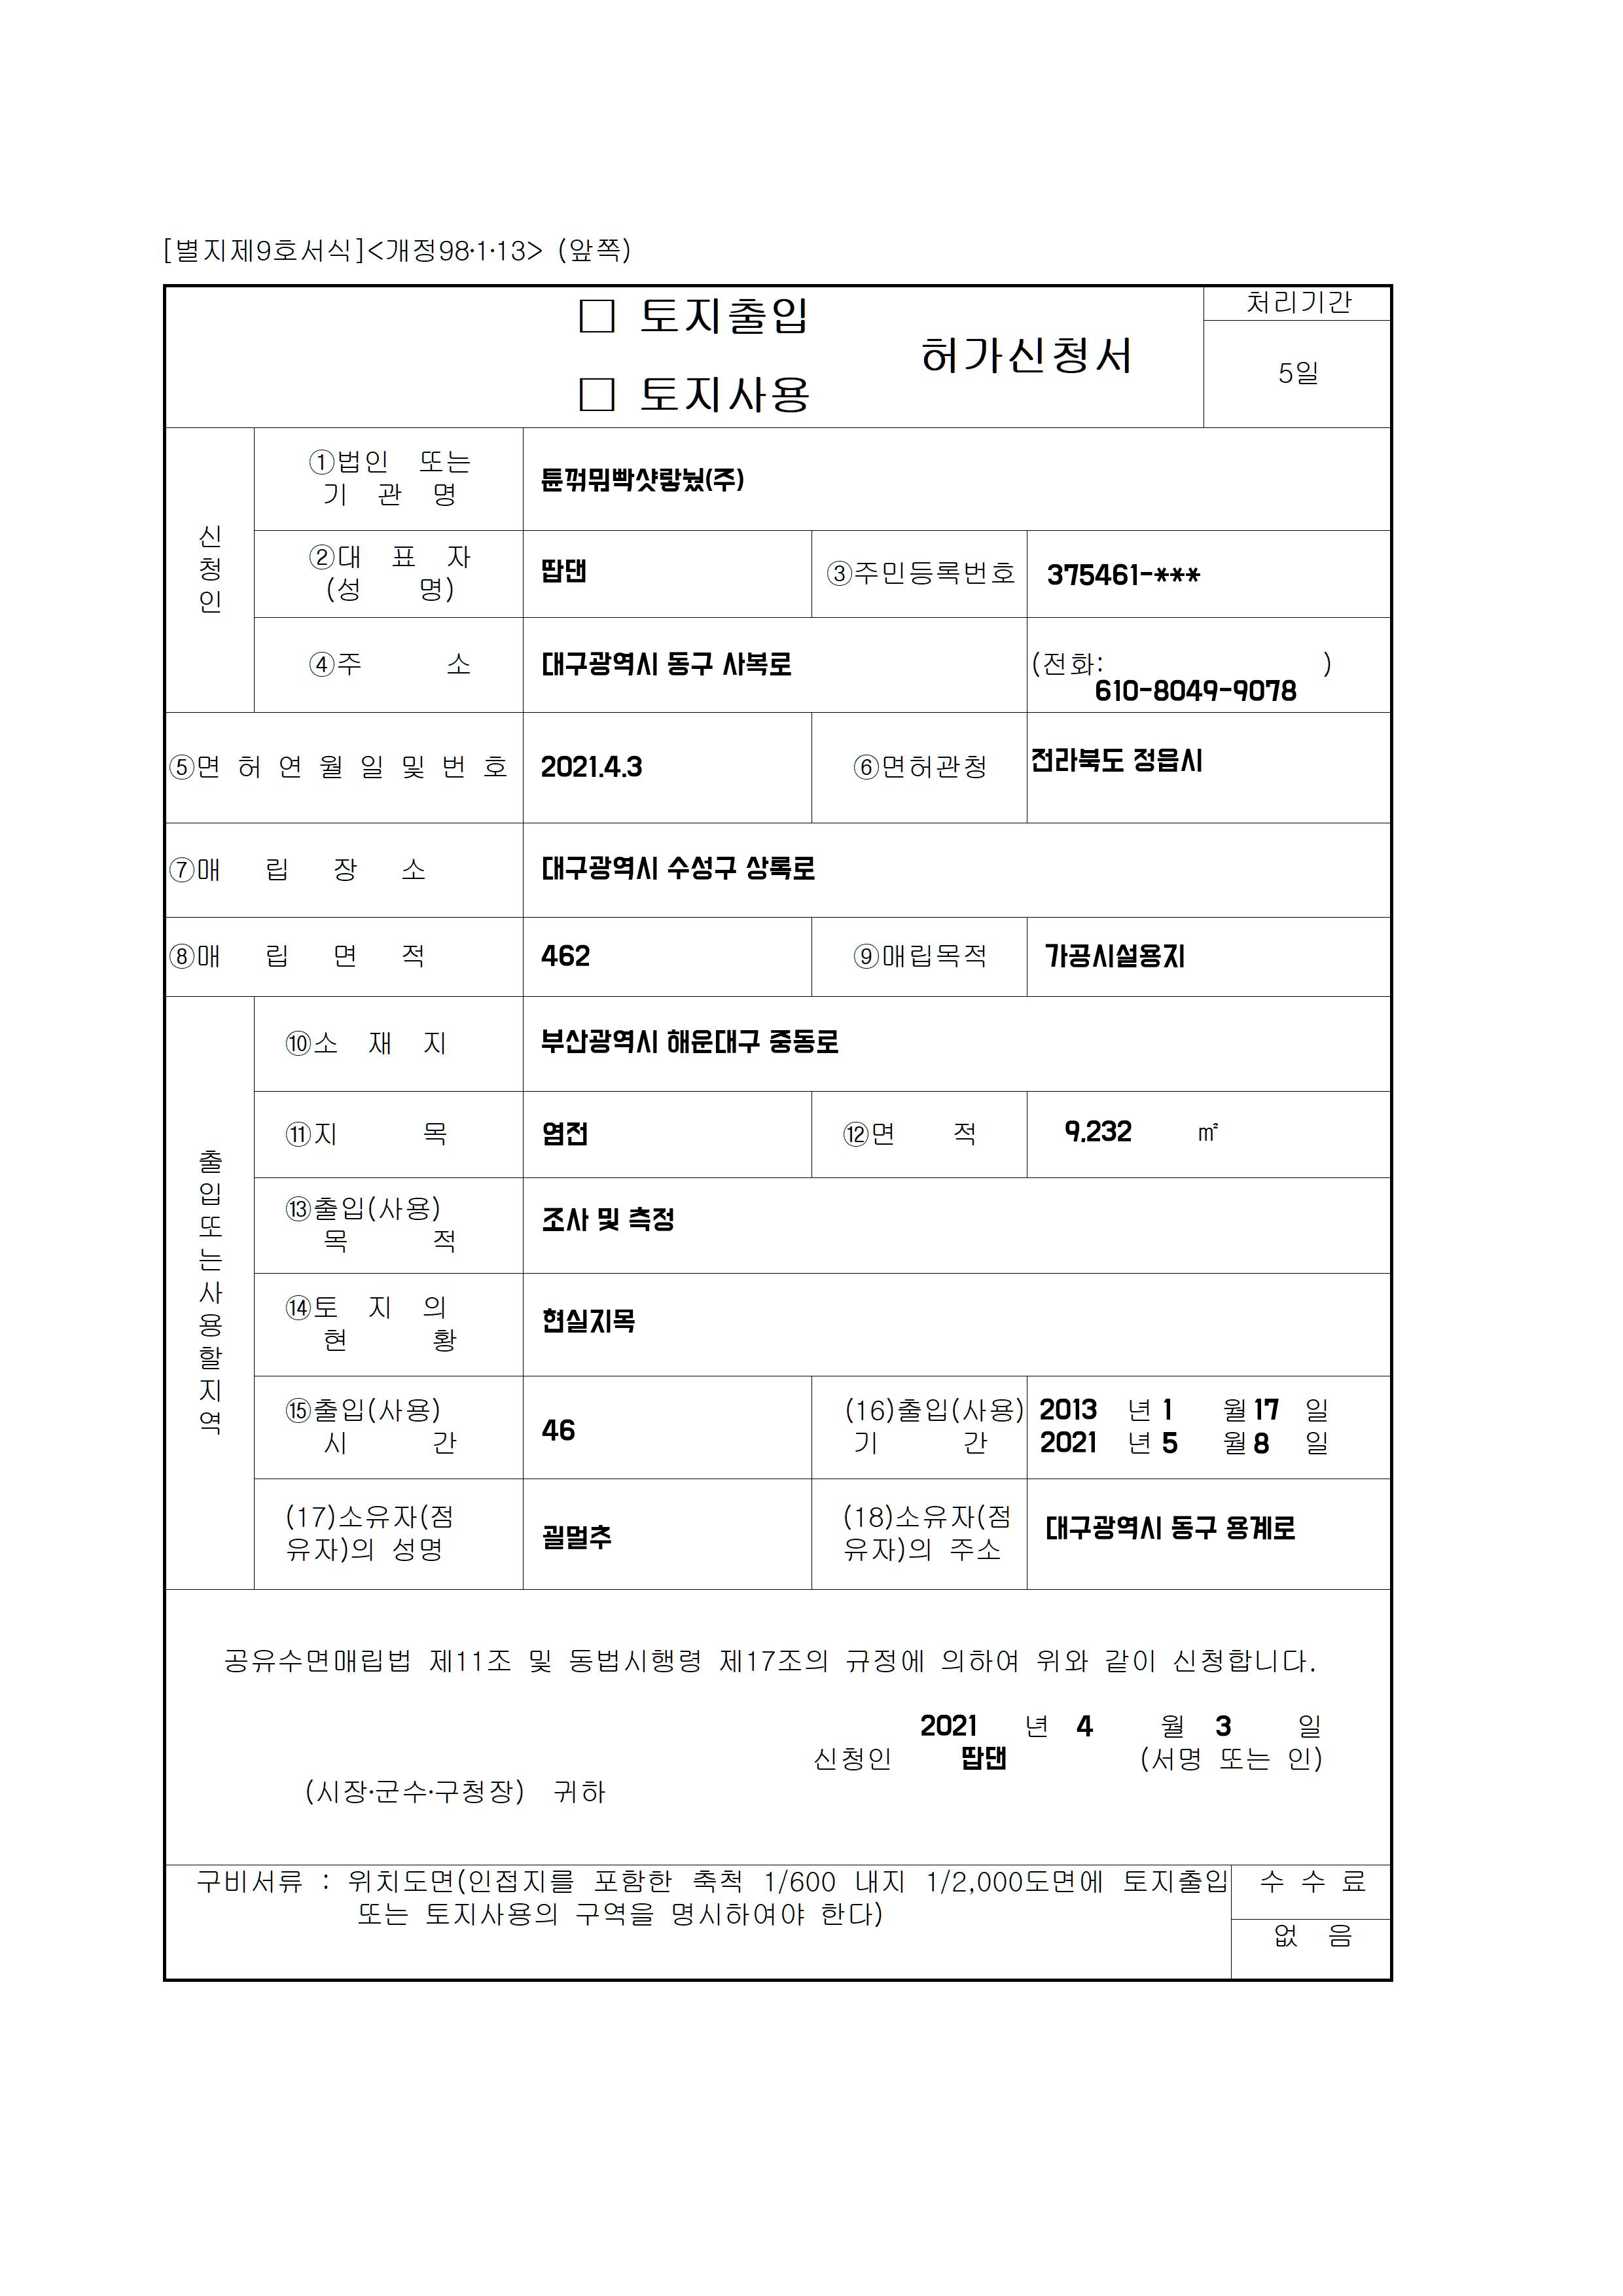 [별지제9호서식]<개정98·1·13> (앞쪽)
□ 토지출입
□ 토지사용
허가신청서
처리기간
5일
신청인
①법인 또는
기 관 명
②대 표 자
(성 명)
땁댄
③주민등록번호
375461-***
④주 소
대구광역시 동구 사복로
(전화: )
610-8049-9078
⑤면 허 연 월 일 및 번 호
2021.4.3
⑥면허관청
전라북도 정읍시
⑦매 립 장 소
대구광역시 수성구 상록로
⑧매 립 면 적
462
⑨매립목적
가공시설용지
출입또는사용할지역
⑩소 재 지
부산광역시 해운대구 중동로
⑪지 목
염전
⑫면 적
9,232 ㎡
⑬출입(사용)
목 적
조사 및 측정
⑭토 지 의
현 황
현실지목
⑮출입(사용)
시 간
46
(16)출입(사용)
기 간
2013 년 1 월 17 일
2021 년 5 월 8 일
(17)소유자(점
유자)의 성명
(18)소유자(점
유자)의 주소
대구광역시 동구 용계로
공유수면매립법 제11조 및 동법시행령 제17조의 규정에 의하여 위와 같이 신청합니다.
2021 년 4 월 3 일
신청인 땁댄 (서명 또는 인)
(시장·군수·구청장) 귀하
구비서류 : 위치도면(인접지를 포함한 축척 1/600 내지 1/2,000도면에 토지출입
또는 토지사용의 구역을 명시하여야 한다)
수 수 료
없 음